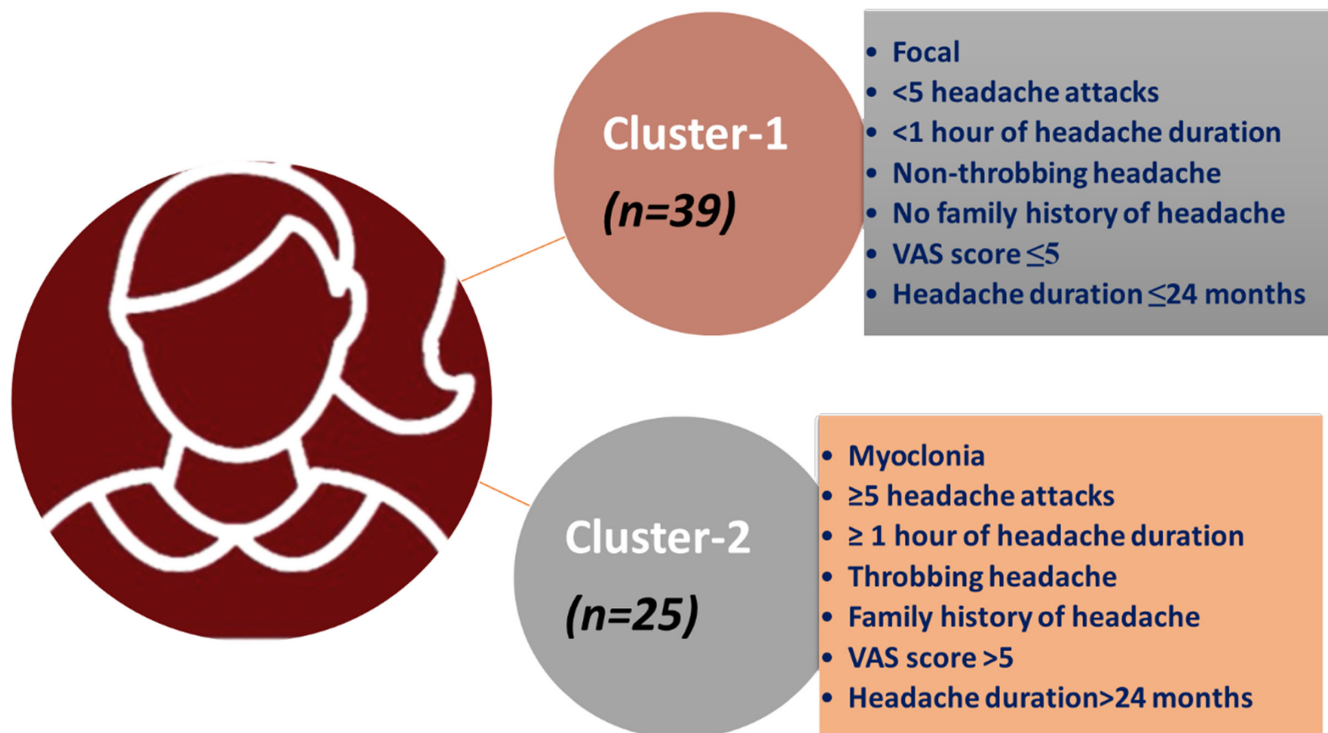 Cluster-1
(n=39)
• Focal
• <5 headache attacks
• <1 hour of headache duration
• Non-throbbing headache
• No family history of headache
• VAS score ≤5
• Headache duration ≤24 months
Cluster-2
(n=25)
• Myoclonia
• ≥5 headache attacks
• ≥ 1 hour of headache duration
• Throbbing headache
• Family history of headache
• VAS score >5
• Headache duration>24 months